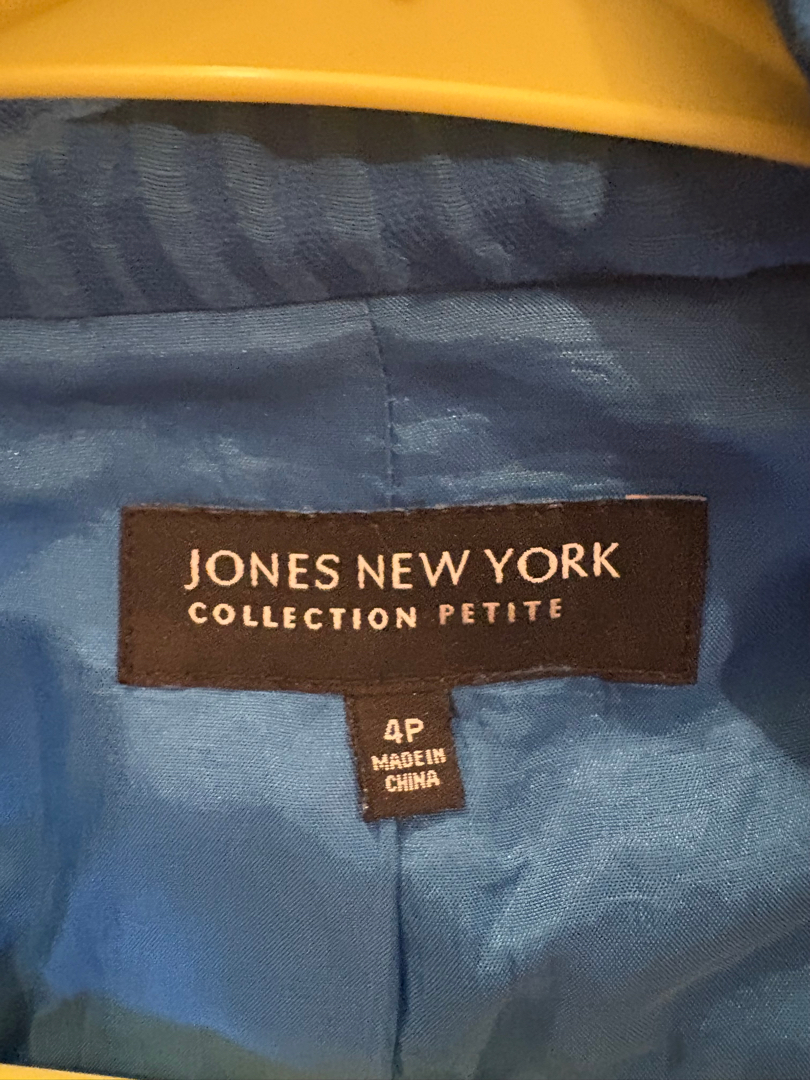 JONES NEW YORK
COLLECTION PETITE
4P
MADE IN
CHINA